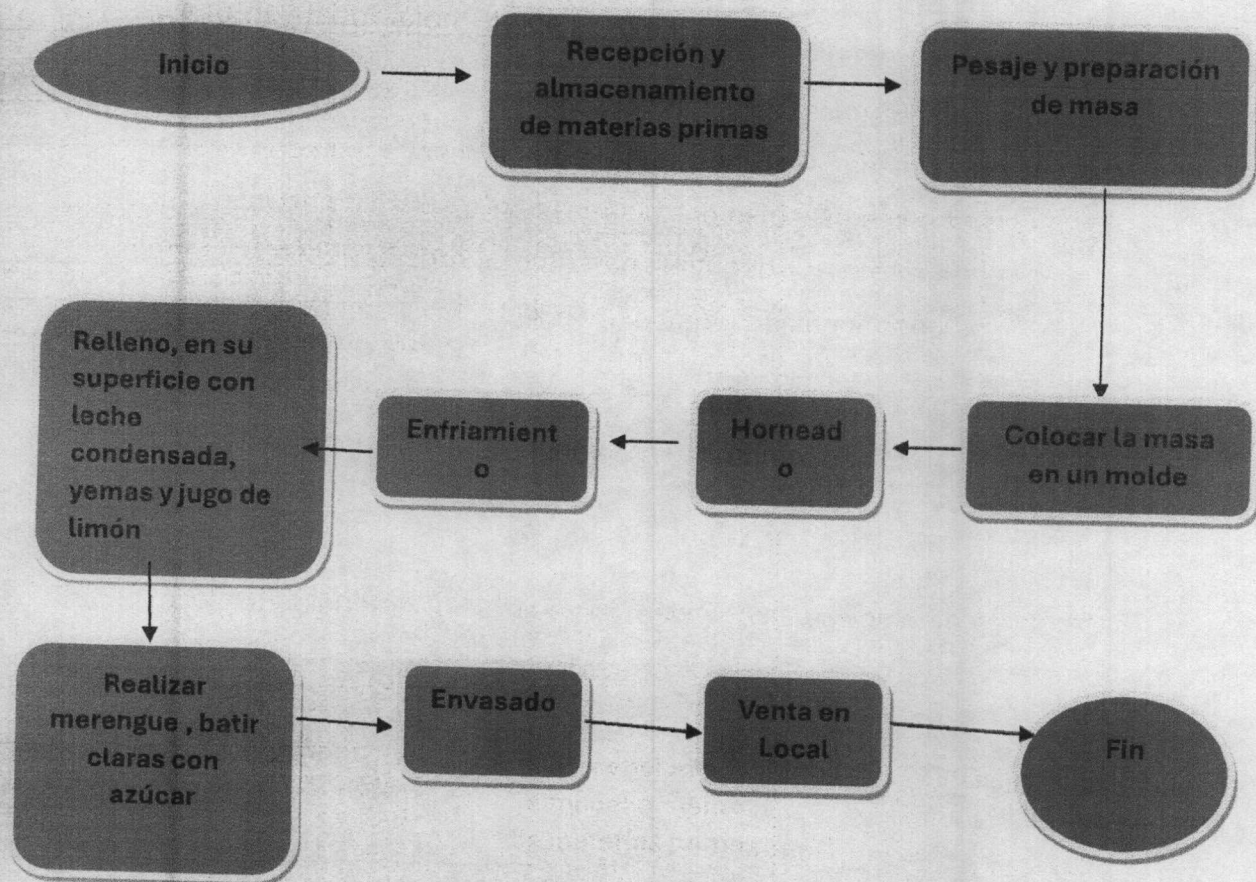 Inicio
Recepción y
almacenamiento
de materias primas
Pesaje y preparación
de masa
Colocar la masa
en un molde
Hornead
o
Enfriamient
o
Relleno, en su
superficie con
leche
condensada,
yemas y jugo de
limón
Realizar
merengue , batir
claras con
azúcar
Envasado
Venta en
Local
Fin